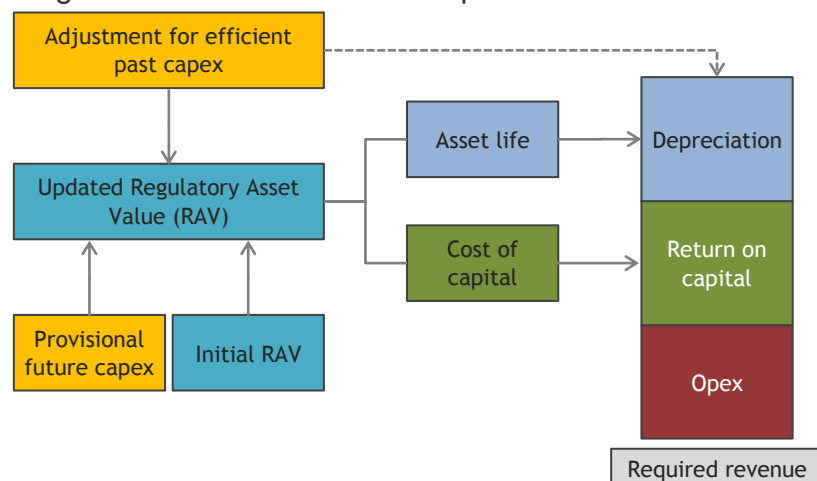 Adjustment for efficient
past capex
Updated Regulatory Asset
Value (RAV)
Provisional
future capex
Initial RAV
Asset life
Cost of
capital
Depreciation
Return on
capital
Opex
Required revenue